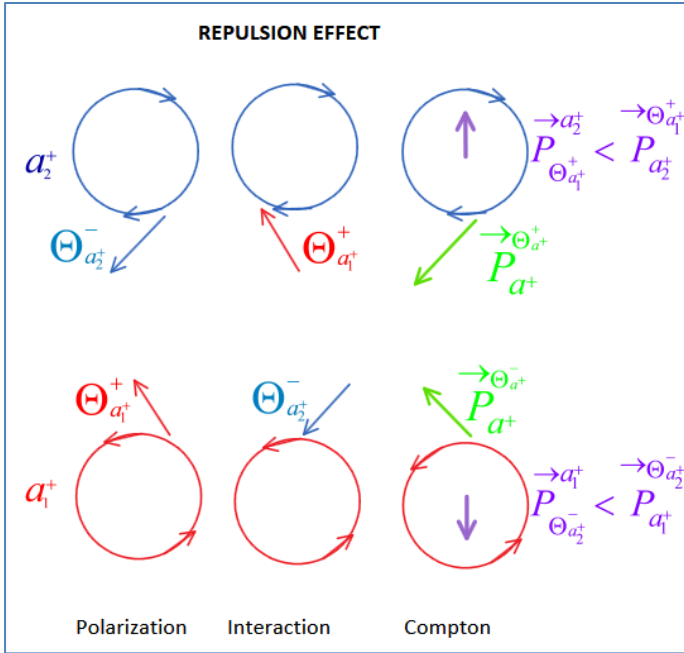 REPULSION EFFECT
a₂⁺
Θ⁻ₐ₂⁺
Θ⁺ₐ₁⁺
P⃗^{a₂⁺}_{Θ⁺ₐ₁⁺} < P⃗^{Θ⁺ₐ₁⁺}_{a₂⁺}
P⃗^{Θ⁺ₐ⁺}_{a⁺}
Θ⁺ₐ₁⁺
Θ⁻ₐ₂⁺
P⃗^{Θ⁻ₐ⁺}_{a⁺}
a₁⁺
P⃗^{a₁⁺}_{Θ⁻ₐ₂⁺} < P⃗^{Θ⁻ₐ₂⁺}_{a₁⁺}
Polarization Interaction Compton